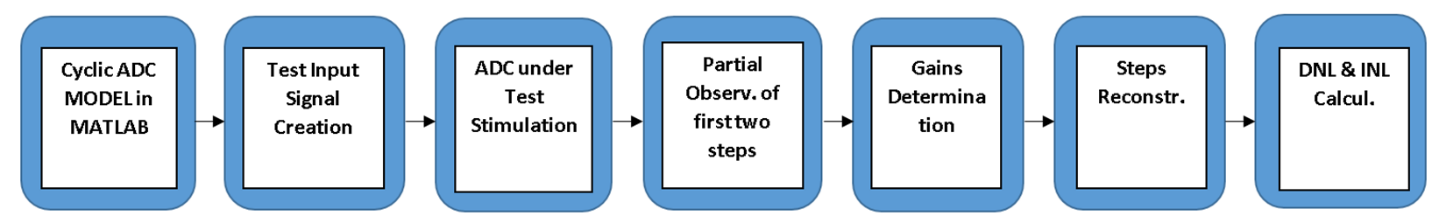 Cyclic ADC
MODEL in
MATLAB
Test Input
Signal
Creation
ADC under
Test
Stimulation
Partial
Observ. of
first two
steps
Gains
Determina
tion
Steps
Reconstr.
DNL & INL
Calcul.